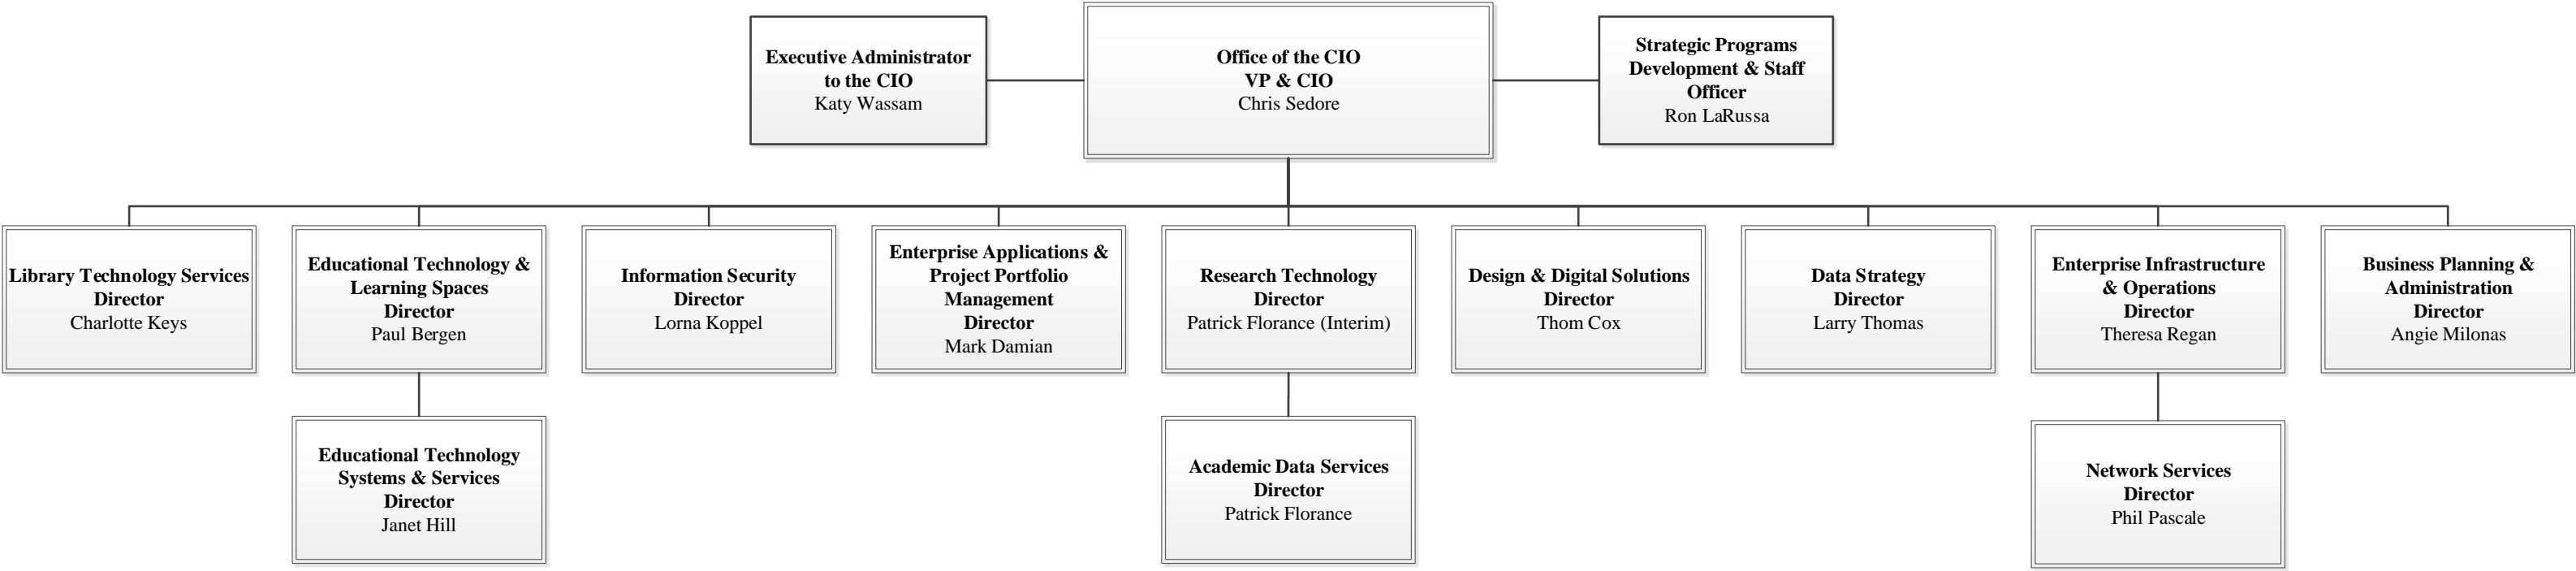 Executive Administrator
to the CIO
Katy Wassam
Office of the CIO
VP & CIO
Chris Sedore
Strategic Programs
Development & Staff
Officer
Ron LaRussa
Library Technology Services
Director
Charlotte Keys
Educational Technology &
Learning Spaces
Director
Paul Bergen
Information Security
Director
Lorna Koppel
Enterprise Applications &
Project Portfolio
Management
Director
Mark Damian
Research Technology
Director
Patrick Florance (Interim)
Design & Digital Solutions
Director
Thom Cox
Data Strategy
Director
Larry Thomas
Enterprise Infrastructure
& Operations
Director
Theresa Regan
Business Planning &
Administration
Director
Angie Milonas
Educational Technology
Systems & Services
Director
Janet Hill
Academic Data Services
Director
Patrick Florance
Network Services
Director
Phil Pascale